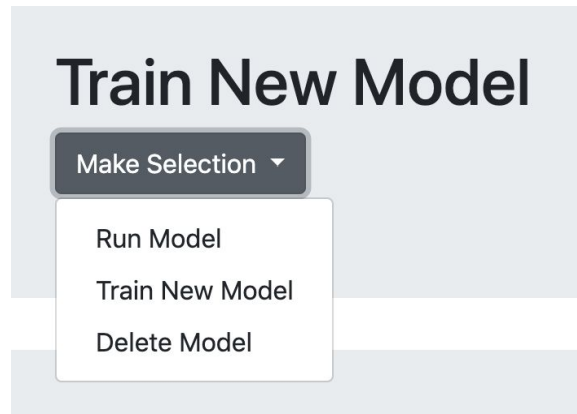 Train New Model
Make Selection
Run Model
Train New Model
Delete Model